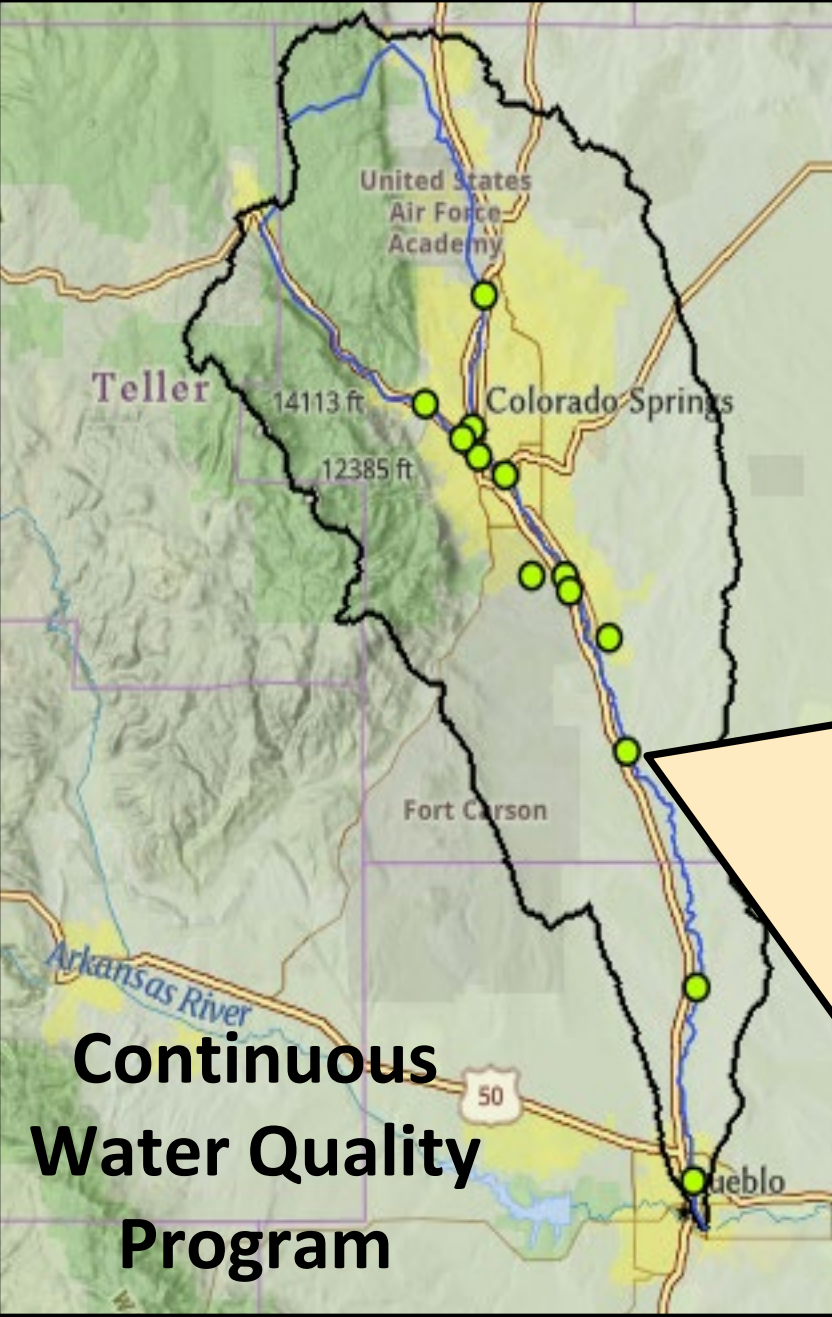 United States
Air Force
Academy
Teller
14113 ft
Colorado Springs
12385 ft
Fort Carson
Arkansas River
Continuous
Water Quality
Program
50
ueblo
W